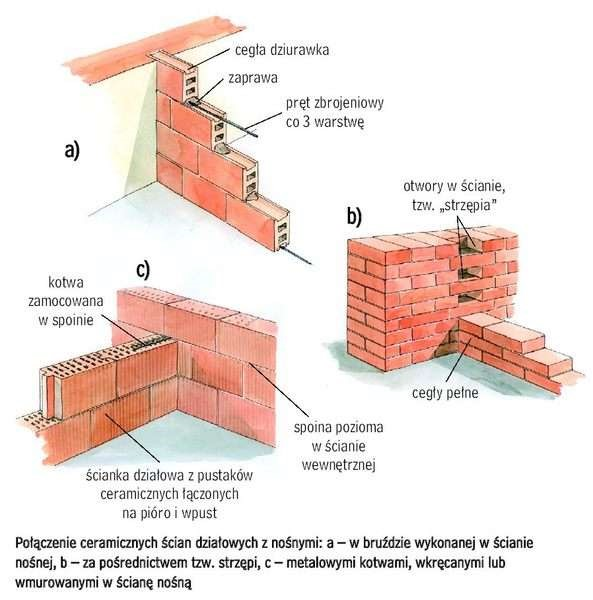 cegła dziurawka
zaprawa
pręt zbrojeniowy
co 3 warstwę
a)
otwory w ścianie,
tzw. „strzępia”
b)
c)
kotwa
zamocowana
w spoinie
cegły pełne
spoina pozioma
w ścianie
wewnętrznej
ścianka działowa z pustaków
ceramicznych łączonych
na pióro i wpust
Połączenie ceramicznych ścian działowych z nośnymi: a – w bruździe wykonanej w ścianie
nośnej, b – za pośrednictwem tzw. strzępi, c – metalowymi kotwami, wkręcanymi lub
wmurowanymi w ścianę nośną